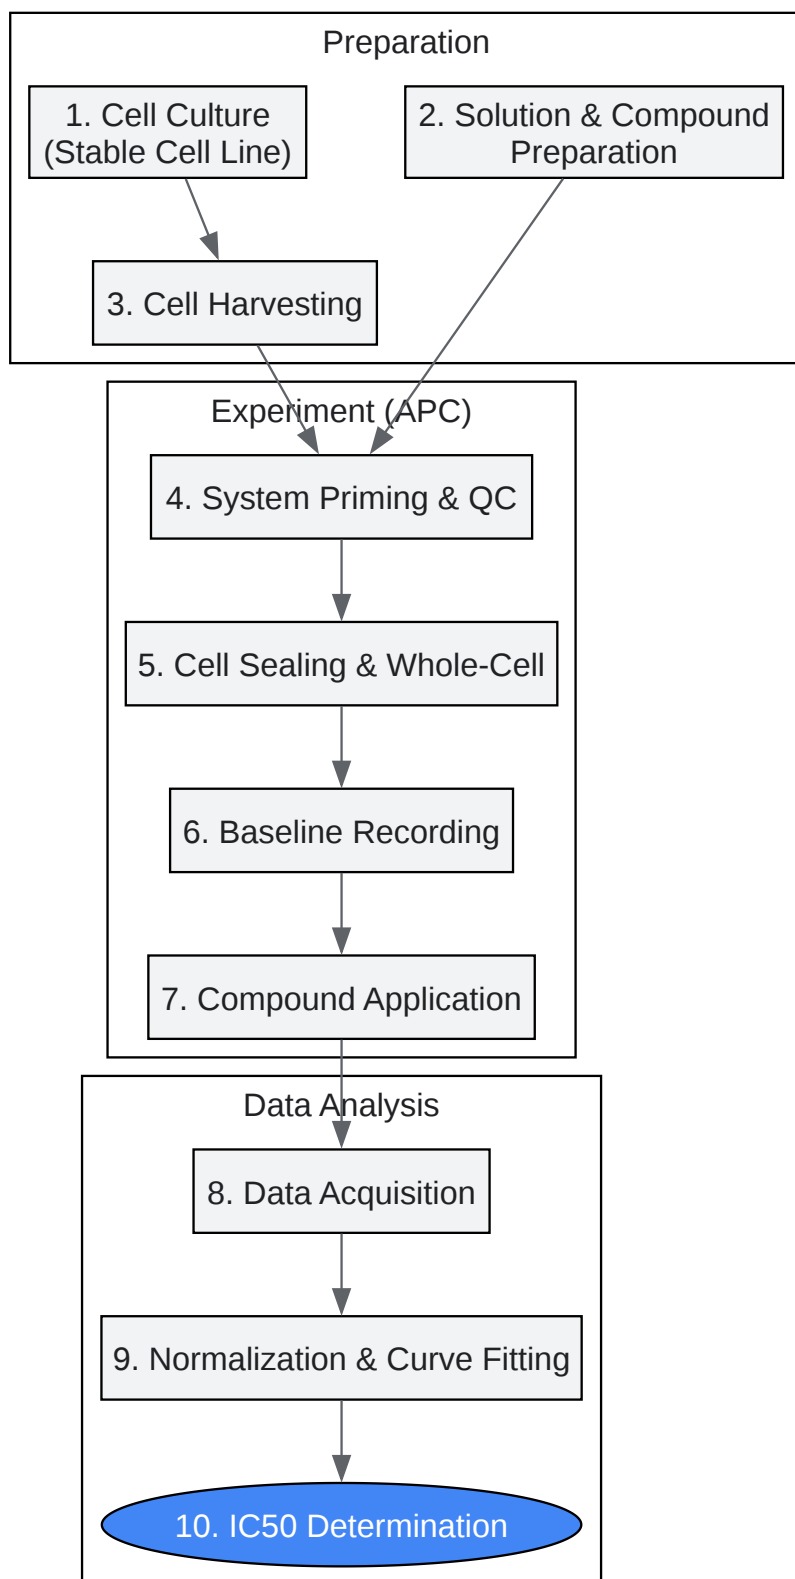 Preparation
1. Cell Culture
(Stable Cell Line)
2. Solution & Compound
Preparation
3. Cell Harvesting
Experiment (APC)
4. System Priming & QC
5. Cell Sealing & Whole-Cell
6. Baseline Recording
7. Compound Application
Data Analysis
8. Data Acquisition
9. Normalization & Curve Fitting
10. IC50 Determination